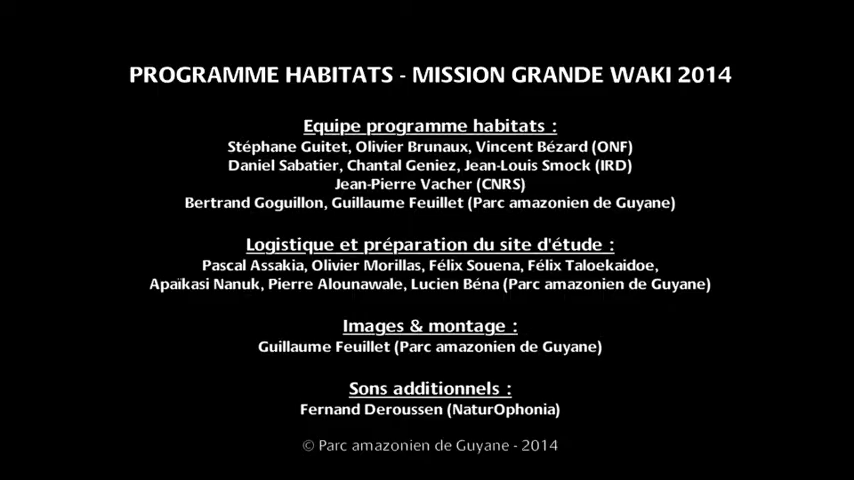 PROGRAMME HABITATS - MISSION GRANDE WAKI 2014
Equipe programme habitats :
Stéphane Guitet, Olivier Brunaux, Vincent Bézard (ONF)
Daniel Sabatier, Chantal Geniez, Jean-Louis Smock (IRD)
Jean-Pierre Vacher (CNRS)
Bertrand Goguillon, Guillaume Feuillet (Parc amazonien de Guyane)
Logistique et préparation du site d'étude :
Pascal Assakia, Olivier Morillas, Félix Souena, Félix Taloekaidoe,
Apaïkasi Nanuk, Pierre Alounawale, Lucien Béna (Parc amazonien de Guyane)
Images & montage :
Guillaume Feuillet (Parc amazonien de Guyane)
Sons additionnels :
Fernand Deroussen (NaturOphonia)
© Parc amazonien de Guyane - 2014